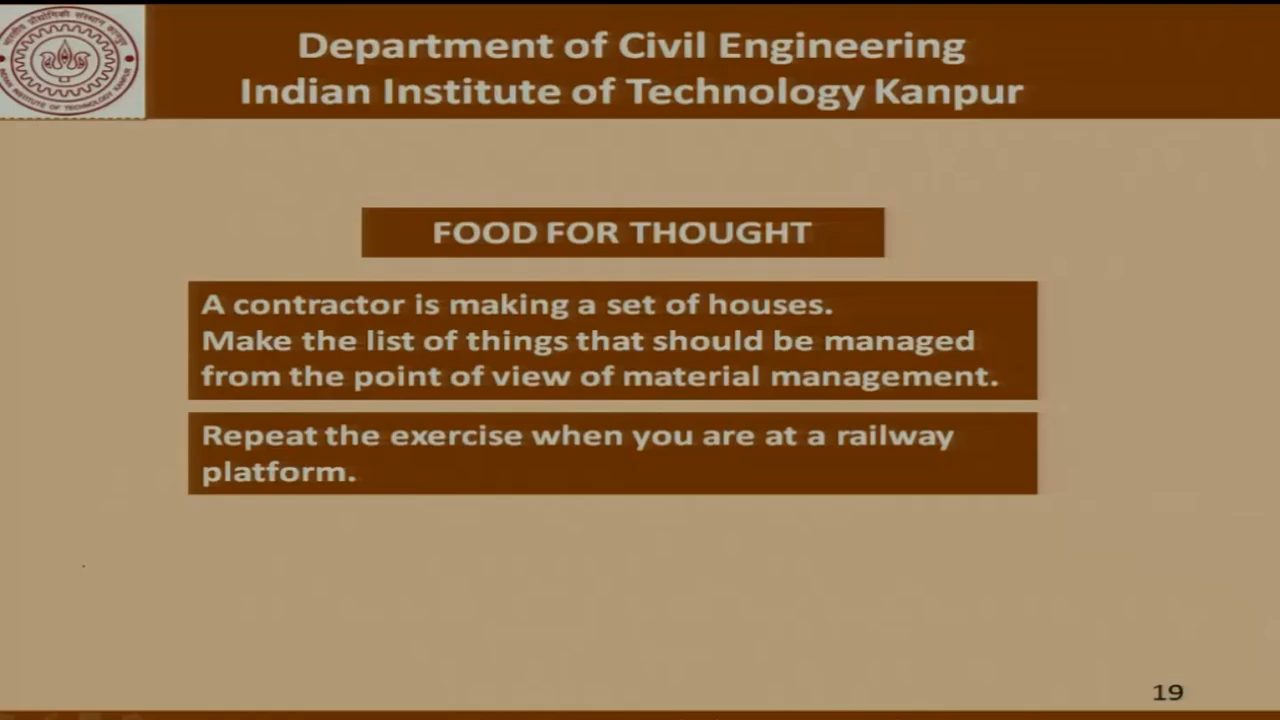 Department of Civil Engineering
Indian Institute of Technology Kanpur
FOOD FOR THOUGHT
A contractor is making a set of houses.
Make the list of things that should be managed
from the point of view of material management.
Repeat the exercise when you are at a railway
platform.
19